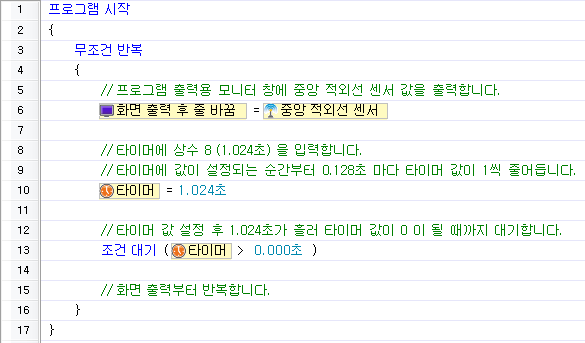 1 프로그램 시작
2 {
3 무조건 반복
4 {
5 // 프로그램 출력용 모니터 창에 중앙 적외선 센서 값을 출력합니다.
6 화면 출력 후 줄 바꿈 = 중앙 적외선 센서
7
8 // 타이머에 상수 8 (1.024초) 을 입력합니다.
9 // 타이머에 값이 설정되는 순간부터 0.128초 마다 타이머 값이 1씩 줄어듭니다.
10 타이머 = 1.024초
11
12 // 타이머 값 설정 후 1.024초가 흘러 타이머 값이 0 이 될 때까지 대기합니다.
13 조건 대기 ( 타이머 > 0.000초 )
14
15 // 화면 출력부터 반복합니다.
16 }
17 }